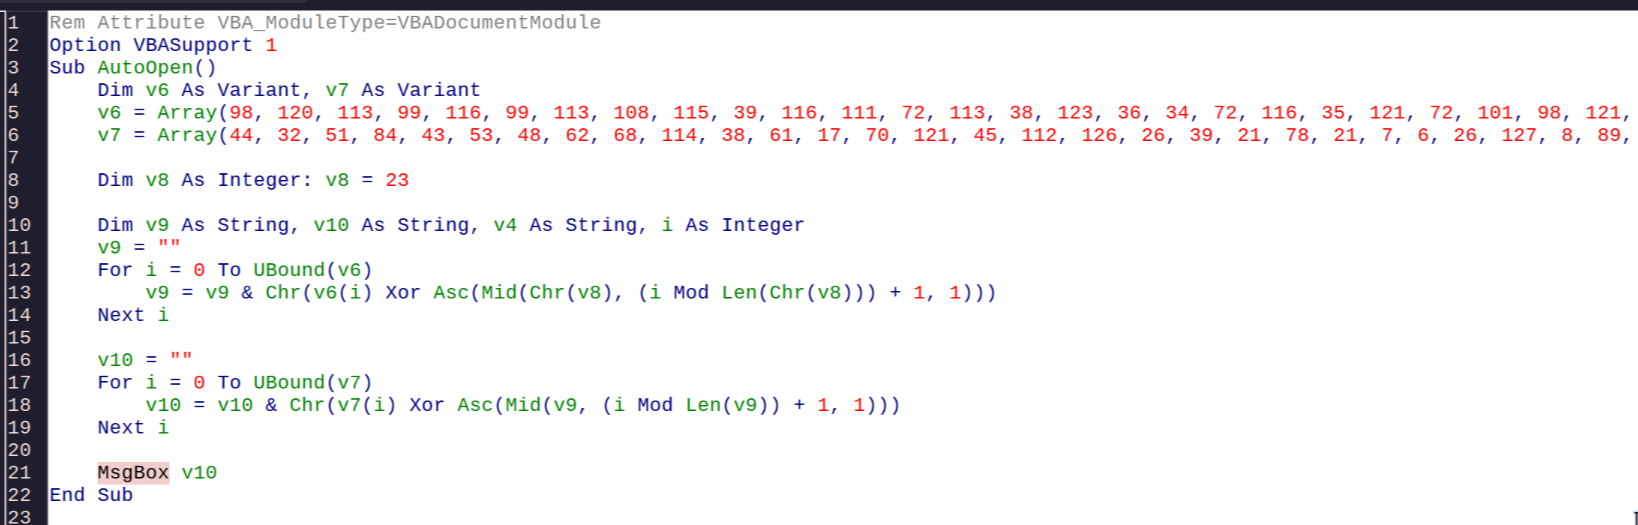 1 Rem Attribute VBA_ModuleType=VBADocumentModule
2 Option VBASupport 1
3 Sub AutoOpen()
4     Dim v6 As Variant, v7 As Variant
5     v6 = Array(98, 120, 113, 99, 116, 99, 113, 108, 115, 39, 116, 111, 72, 113, 38, 123, 36, 34, 72, 116, 35, 121, 72, 101, 98, 121,
6     v7 = Array(44, 32, 51, 84, 43, 53, 48, 62, 68, 114, 38, 61, 17, 70, 121, 45, 112, 126, 26, 39, 21, 78, 21, 7, 6, 26, 127, 8, 89,
7
8     Dim v8 As Integer: v8 = 23
9
10     Dim v9 As String, v10 As String, v4 As String, i As Integer
11     v9 = ""
12     For i = 0 To UBound(v6)
13         v9 = v9 & Chr(v6(i) Xor Asc(Mid(Chr(v8), (i Mod Len(Chr(v8))) + 1, 1)))
14     Next i
15
16     v10 = ""
17     For i = 0 To UBound(v7)
18         v10 = v10 & Chr(v7(i) Xor Asc(Mid(v9, (i Mod Len(v9)) + 1, 1)))
19     Next i
20
21     MsgBox v10
22 End Sub
23